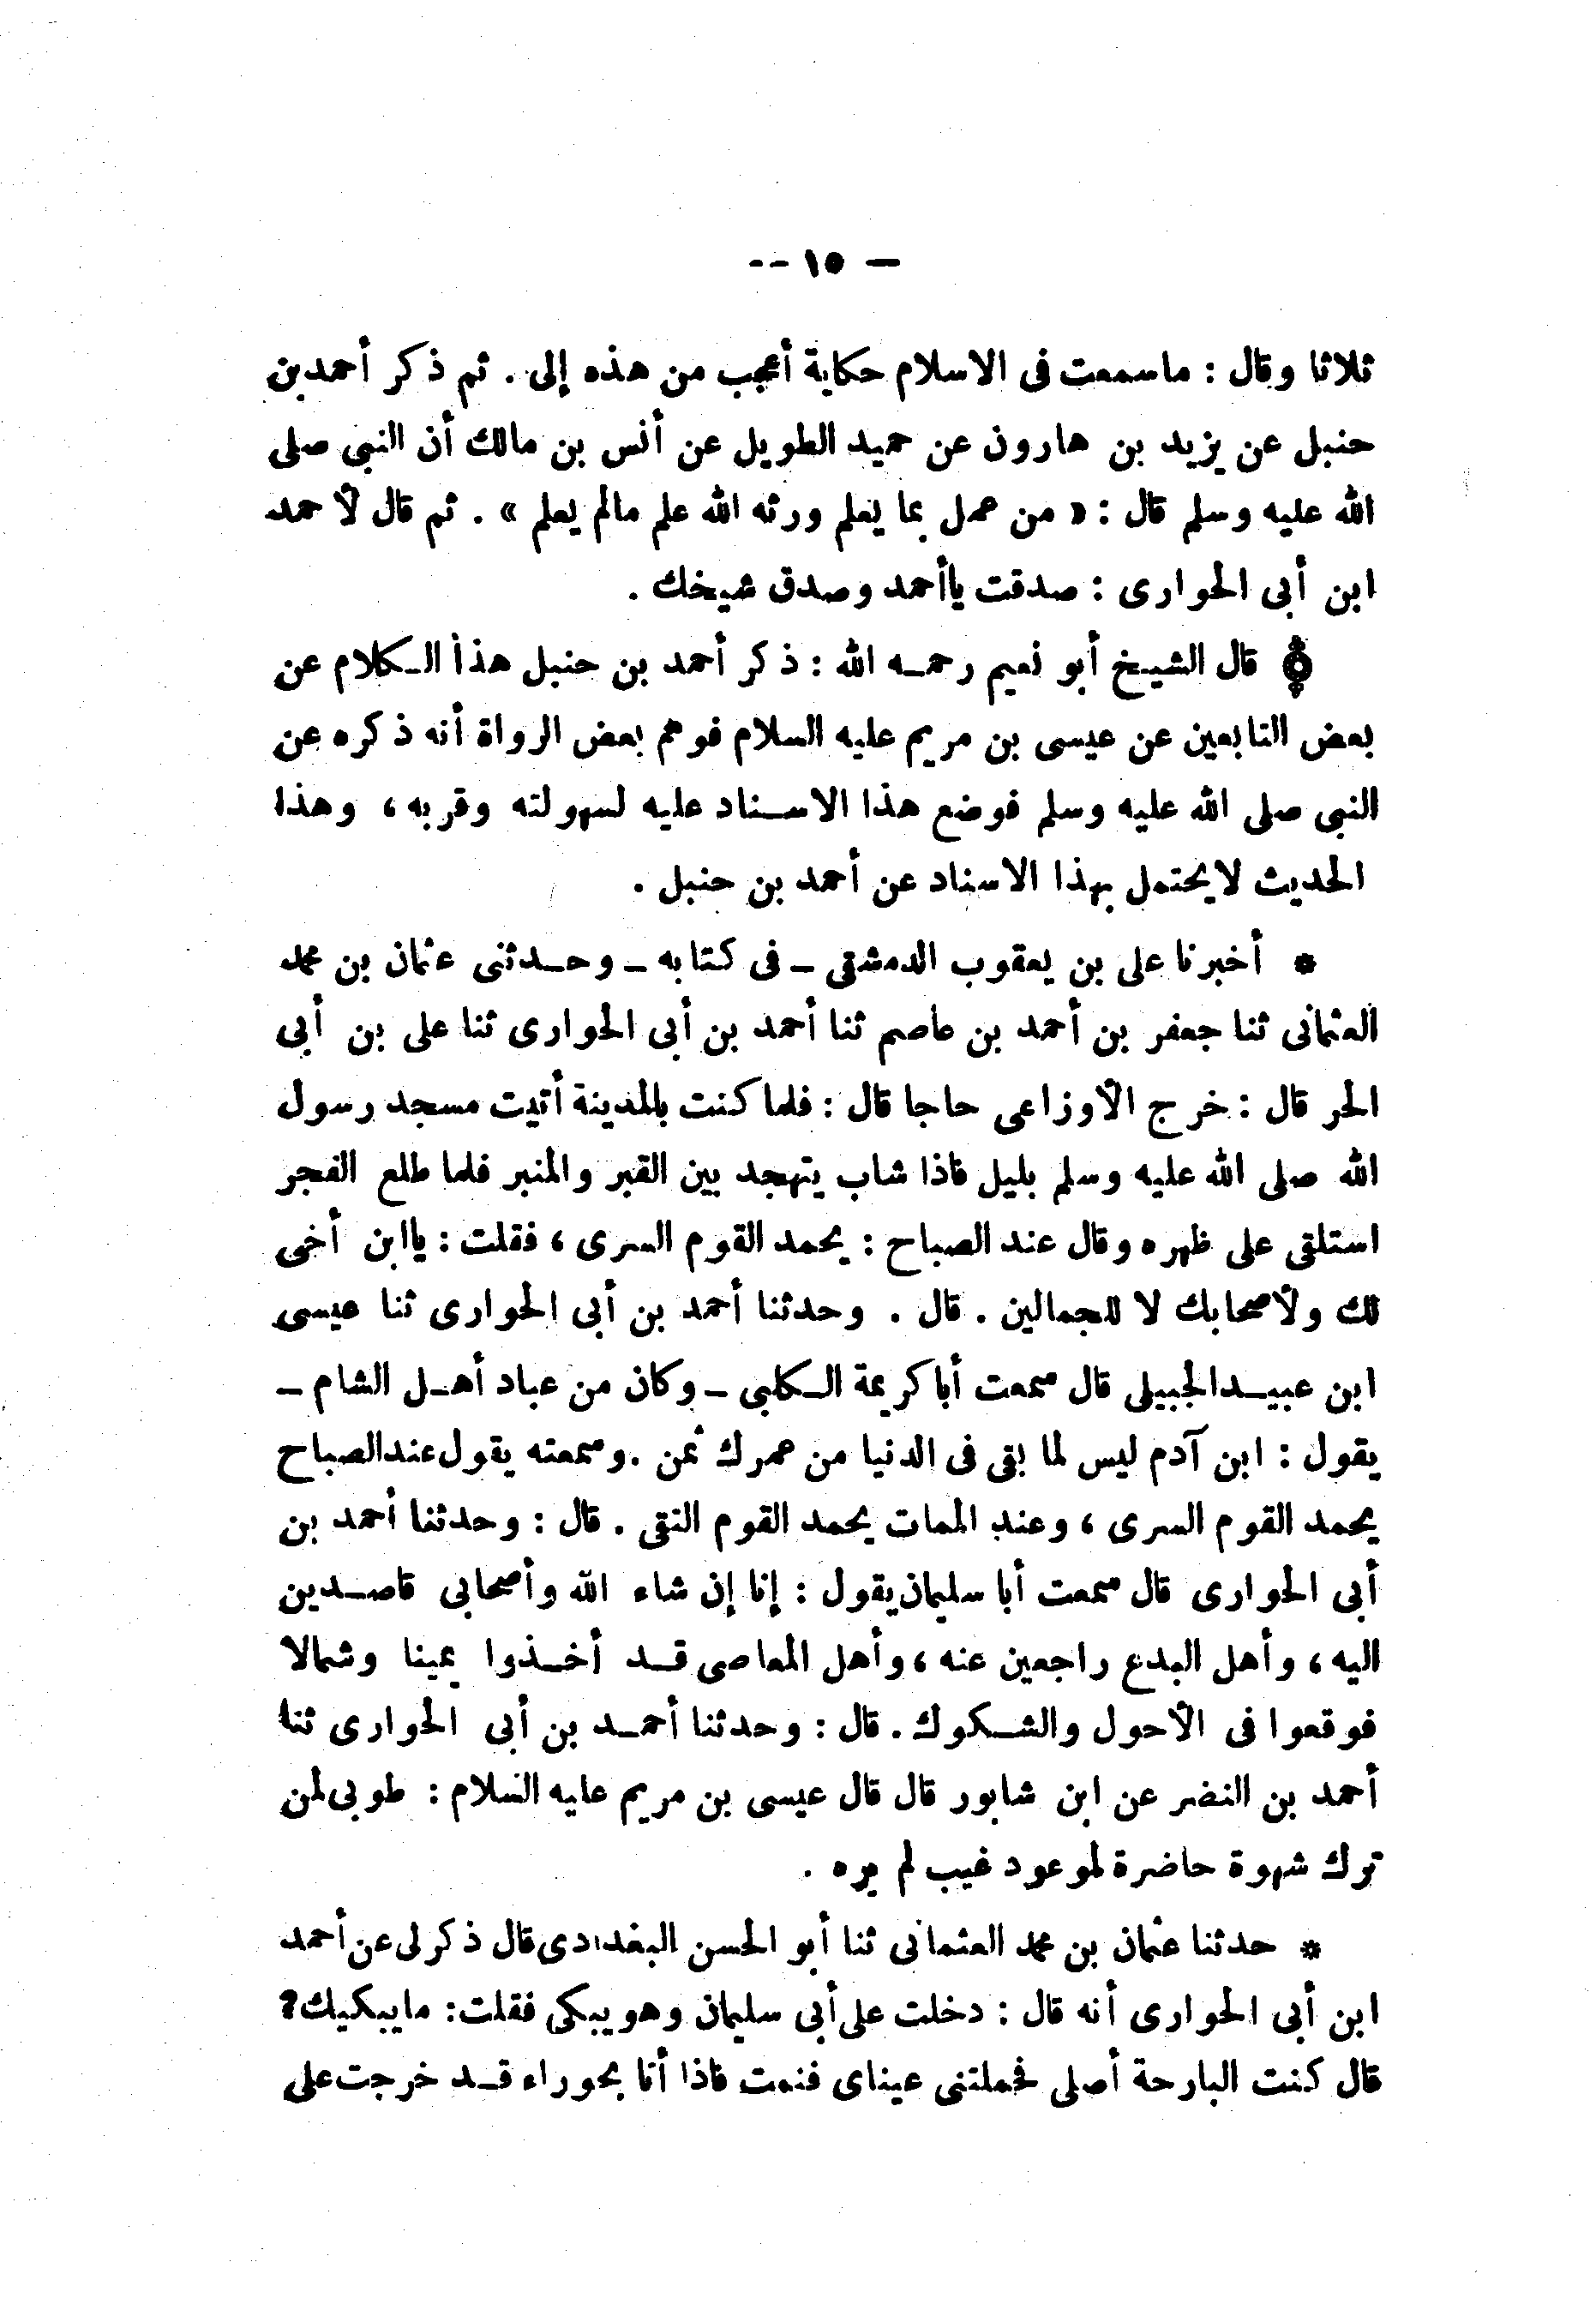 — ١٥ --
ثلاثا وقال : ماسمعت فى الاسلام حكاية أعجب من هذه إلى . ثم ذكر أحمد بن
حنبل عن يزيد بن هارون عن حميد الطويل عن أنس بن مالك أن النبى صلى
الله عليه وسلم قال : « من عمل بما يعلم ورثه الله علم مالم يعلم » . ثم قال لأحمد
ابن أبى الحوارى : صدقت ياأحمد وصدق شيخك .
۞ قال الشيخ أبو نعيم رحمه الله : ذكر أحمد بن حنبل هذا الكلام عن
بعض التابعين عن عيسى بن مريم عليه السلام فوهم بعض الرواة أنه ذكره عن
النبى صلى الله عليه وسلم فوضع هذا الاسناد عليه لسهولته وقربه ، وهذا
الحديث لايحتمل بهذا الاسناد عن أحمد بن حنبل .
* أخبرنا على بن يعقوب الدمشقى ـ فى كتابه ـ وحدثنى عثمان بن محمد
العثمانى ثنا جعفر بن أحمد بن عاصم ثنا أحمد بن أبى الحوارى ثنا على بن أبى
الحر قال : خرج الأوزاعى حاجا قال : فلما كنت بالمدينة أتيت مسجد رسول
الله صلى الله عليه وسلم بليل فاذا شاب يتهجد بين القبر والمنبر فلما طلع الفجر
استلقى على ظهره وقال عند الصباح : يحمد القوم السرى ، فقلت : ياابن أخى
لك ولأصحابك لا للجمالين . قال . وحدثنا أحمد بن أبى الحوارى ثنا عيسى
ابن عبيد الجبيلى قال سمعت أبا كريمة الكلبى ـ وكان من عباد أهل الشام ـ
يقول : ابن آدم ليس لما بقى فى الدنيا من عمرك ثمن . وسمعته يقول عند الصباح
يحمد القوم السرى ، وعند الممات يحمد القوم التقى . قال : وحدثنا أحمد بن
أبى الحوارى قال سمعت أبا سليمان يقول : إنا إن شاء الله وأصحابى قاصدين
اليه ، وأهل البدع راجعين عنه ، وأهل المعاصى قد أخذوا يمينا وشمالا
فوقعوا فى الأحول والشكوك . قال : وحدثنا أحمد بن أبى الحوارى ثنا
أحمد بن النضر عن ابن شابور قال قال عيسى بن مريم عليه السلام : طوبى لمن
ترك شهوة حاضرة لموعود غيب لم يره .
* حدثنا عثمان بن محمد العثمانى ثنا أبو الحسن البغدادى قال ذكر لى عن أحمد
ابن أبى الحوارى أنه قال : دخلت على أبى سليمان وهو يبكى فقلت : مايبكيك؟
قال كنت البارحة أصلى فحملتنى عيناى فنمت فاذا أنا بحوراء قد خرجت على